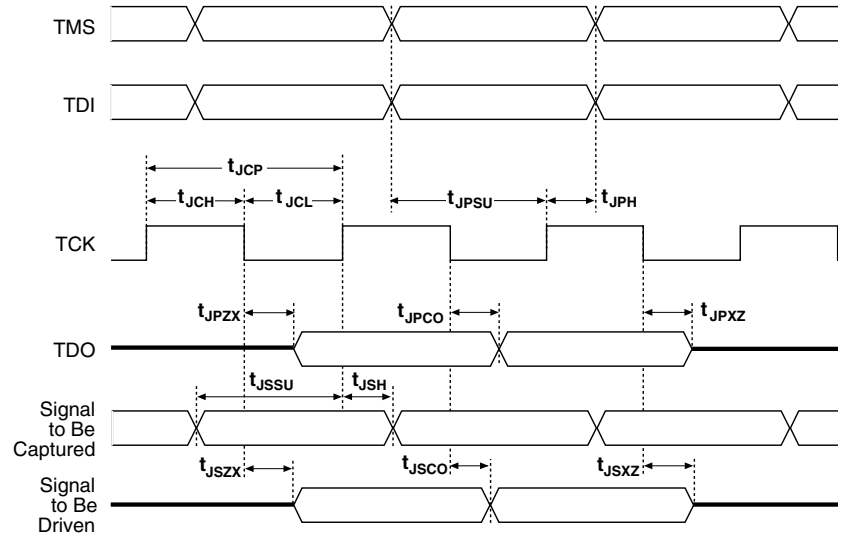 TMS
TDI
tJCP
tJCH
tJCL
tJPSU
tJPH
TCK
tJPZX
tJPCO
tJPXZ
TDO
tJSSU
tJSH
Signal
to Be
Captured
tJSZX
tJSCO
tJSXZ
Signal
to Be
Driven